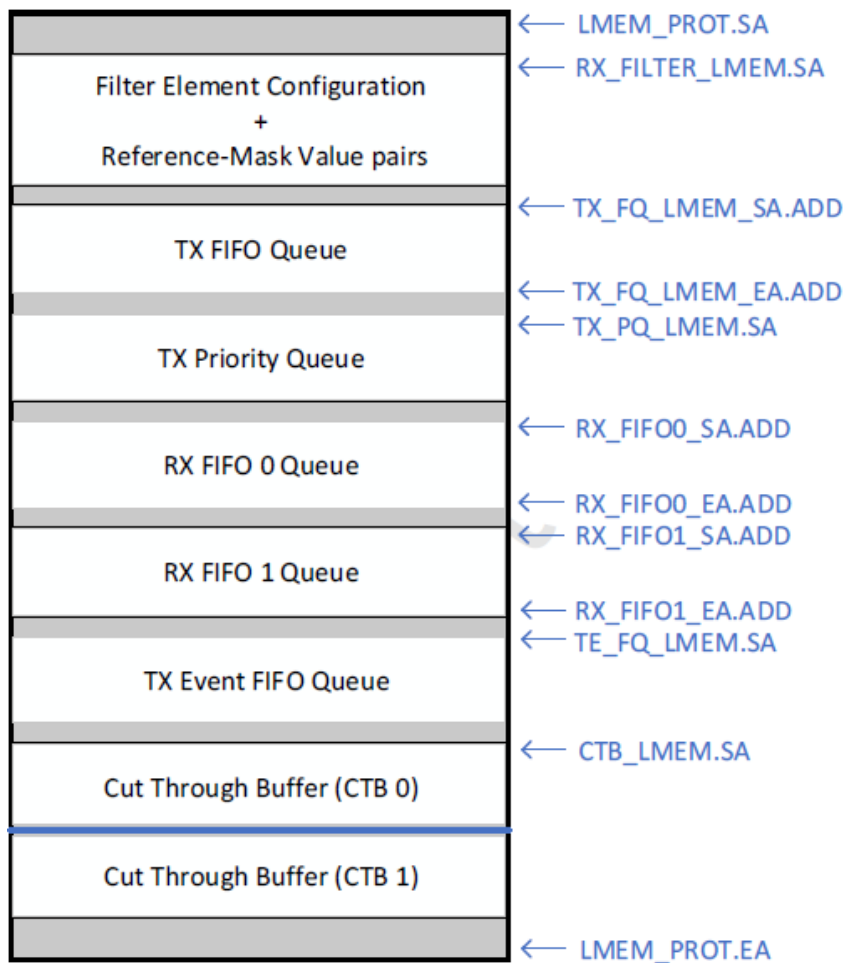 LMEM_PROT.SA
RX_FILTER_LMEM.SA
Filter Element Configuration
+
Reference-Mask Value pairs
TX_FQ_LMEM_SA.ADD
TX FIFO Queue
TX_FQ_LMEM_EA.ADD
TX_PQ_LMEM.SA
TX Priority Queue
RX_FIFO0_SA.ADD
RX FIFO 0 Queue
RX_FIFO0_EA.ADD
RX_FIFO1_SA.ADD
RX FIFO 1 Queue
RX_FIFO1_EA.ADD
TE_FQ_LMEM.SA
TX Event FIFO Queue
CTB_LMEM.SA
Cut Through Buffer (CTB 0)
Cut Through Buffer (CTB 1)
LMEM_PROT.EA